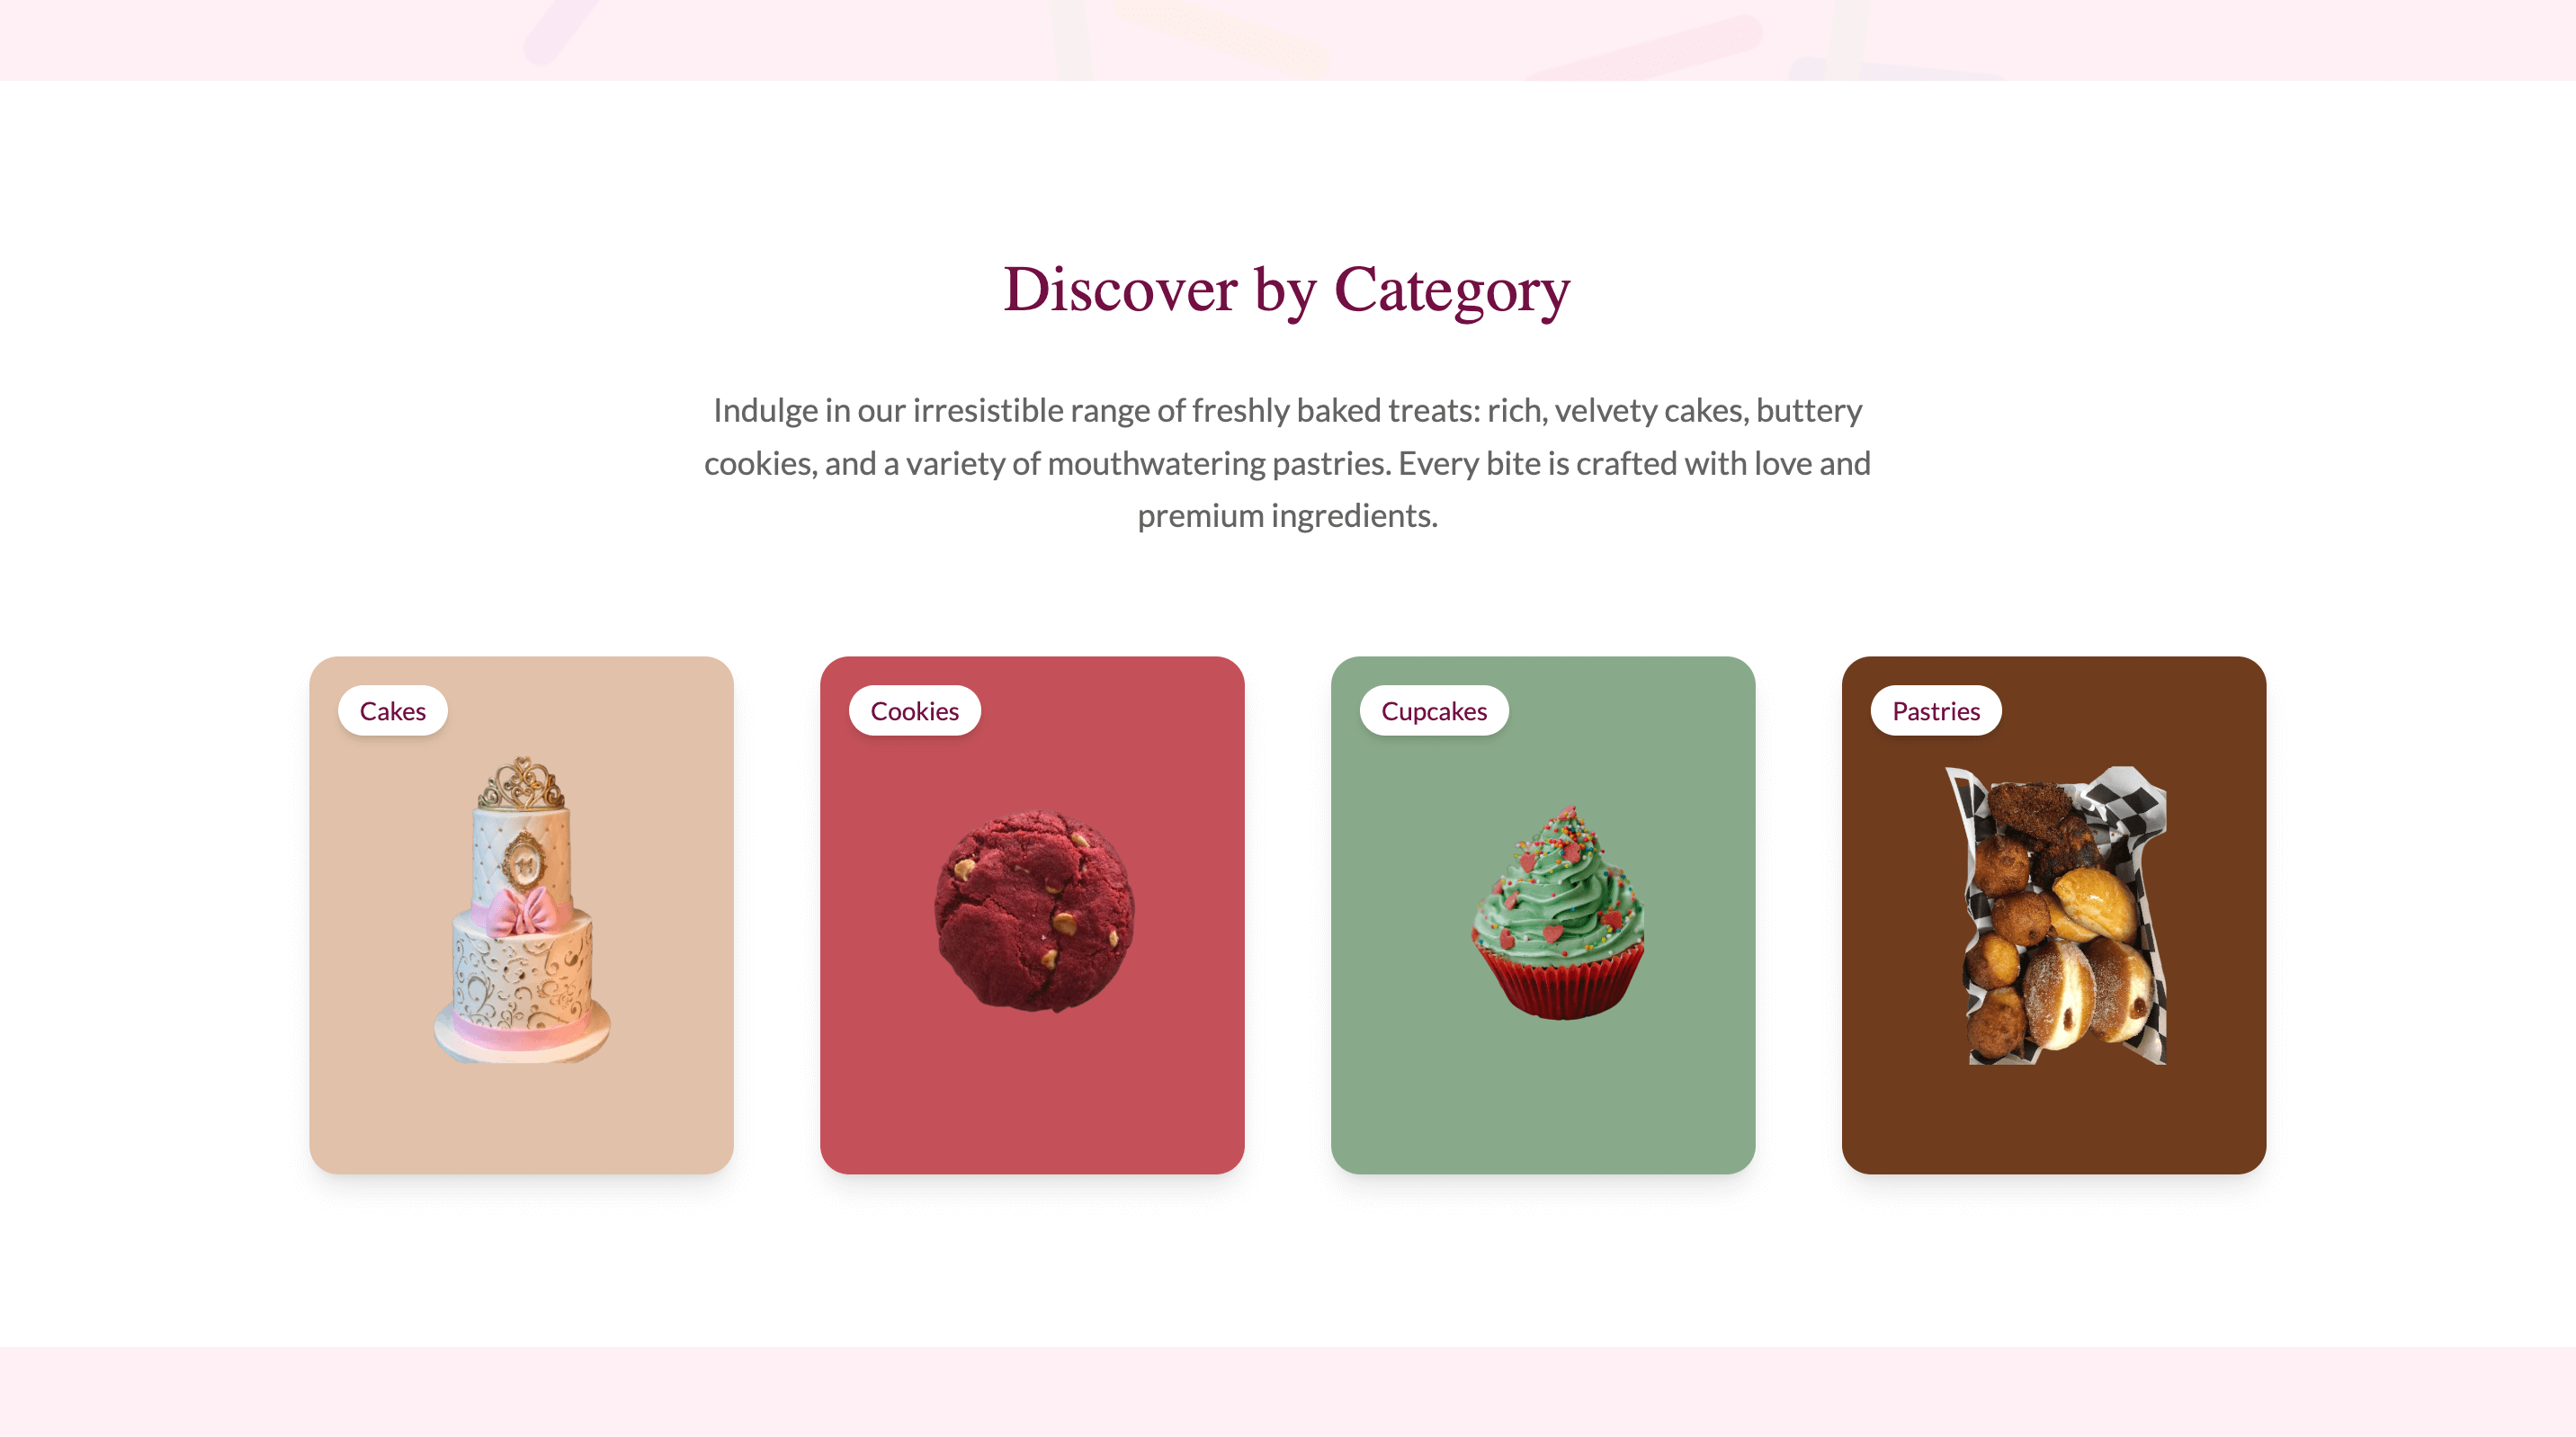 Discover by Category
Indulge in our irresistible range of freshly baked treats: rich, velvety cakes, buttery
cookies, and a variety of mouthwatering pastries. Every bite is crafted with love and
premium ingredients.
Cakes
Cookies
Cupcakes
Pastries